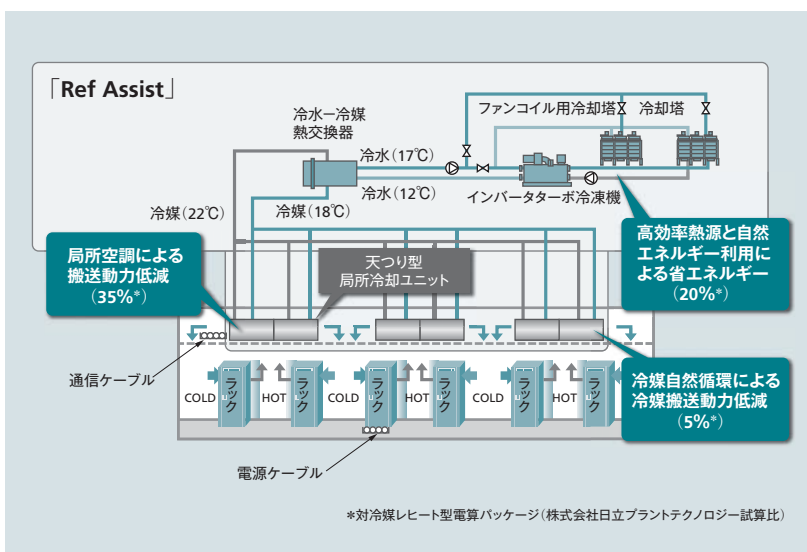 「Ref Assist」
冷水ー冷媒
熱交換器
ファンコイル用冷却塔
冷却塔
冷水（17℃）
冷水（12℃）
インバータターボ冷凍機
冷媒（22℃）
冷媒（18℃）
局所空調による
搬送動力低減
（35%*）
天つり型
局所冷却ユニット
高効率熱源と自然
エネルギー利用に
よる省エネルギー
（20%*）
通信ケーブル
冷媒自然循環による
冷媒搬送動力低減
（5%*）
COLD ラック HOT ラック COLD ラック HOT ラック COLD ラック HOT ラック
電源ケーブル
*対冷媒レヒート型電算パッケージ（株式会社日立プラントテクノロジー試算比）